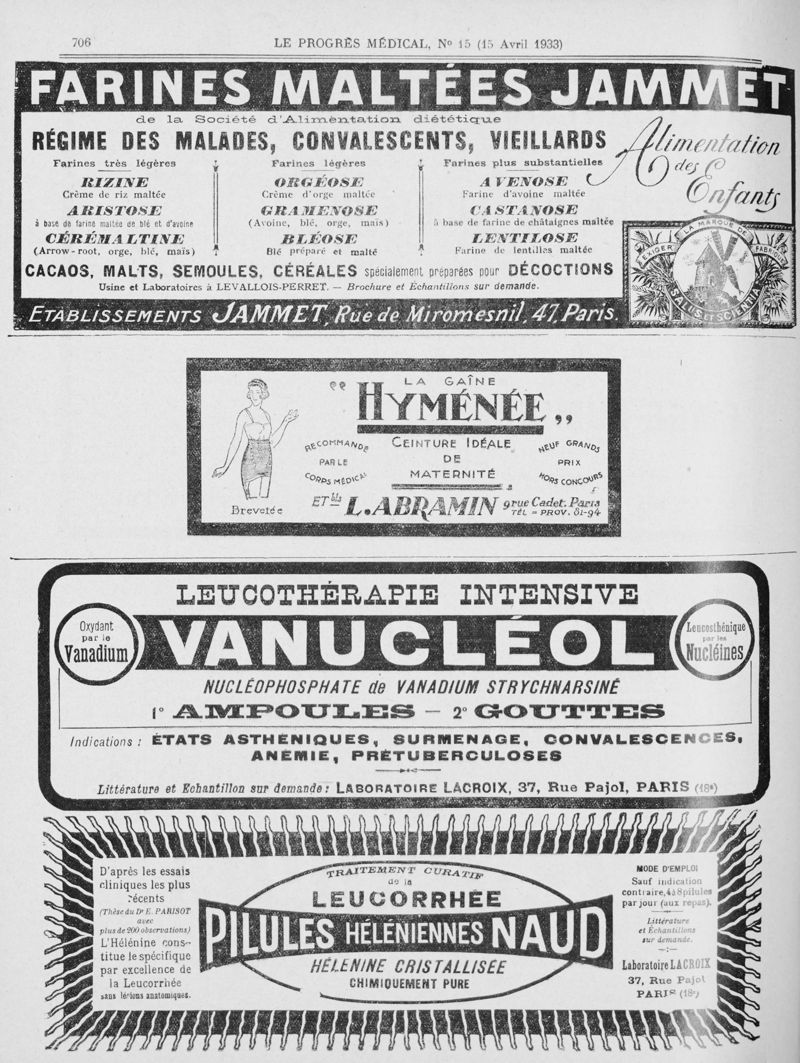 706
LE PROGRÈS MÉDICAL, Nº 15 (15 Avril 1933)
FARINES MALTÉES JAMMET
de la Société d'Alimentation diététique
RÉGIME DES MALADES, CONVALESCENTS, VIEILLARDS
Alimentation
des
Enfants
Farines très légères
RIZINE
Crème de riz maltée
ARISTOSE
à base de farine maltée de blé et d'avoine
CÉRÉMALTINE
(Arrow-root, orge, blé, maïs)
Farines légères
ORGÉOSE
Crème d'orge maltée
GRAMENOSE
(Avoine, blé, orge, maïs)
BLÉOSE
Blé préparé et malté
Farines plus substantielles
AVENOSE
Farine d'avoine maltée
CASTANOSE
à base de farine de châtaignes maltée
LENTILOSE
Farine de lentilles maltée
CACAOS, MALTS, SEMOULES, CÉRÉALES spécialement préparées pour DÉCOCTIONS
Usine et Laboratoires à LEVALLOIS-PERRET. — Brochure et Échantillons sur demande.
ETABLISSEMENTS JAMMET, Rue de Miromesnil, 47, Paris.
EXIGER LA MARQUE DE FABRIQUE
SALUS ET SCIENTIA
LA GAÎNE
"HYMÉNÉE"
RECOMMANDÉ
PAR LE
CORPS MÉDICAL
CEINTURE IDÉALE
DE
MATERNITÉ
NEUF GRANDS
PRIX
HORS CONCOURS
Brevetée
ETbts L. ABRAMIN 9 rue Cadet. Paris
TÉL = PROV. 81-94
LEUCOTHÉRAPIE INTENSIVE
Oxydant
par le
Vanadium
VANUCLÉOL
Leucosthénique
par les
Nucléines
NUCLÉOPHOSPHATE de VANADIUM STRYCHNARSINÉ
1º AMPOULES — 2º GOUTTES
Indications : ÉTATS ASTHÉNIQUES, SURMENAGE, CONVALESCENCES,
ANÉMIE, PRÉTUBERCULOSES
Littérature et Echantillon sur demande: LABORATOIRE LACROIX, 37, Rue Pajol, PARIS (18e)
D'après les essais
cliniques les plus
récents
(Thèse du Dr E. PARISOT
avec
plus de 200 observations)
L'Hélénine cons-
titue le spécifique
par excellence de
la Leucorrhée
sans lésions anatomiques.
TRAITEMENT CURATIF
de la
LEUCORRHÉE
PILULES HÉLÉNIENNES NAUD
HÉLÉNINE CRISTALLISÉE
CHIMIQUEMENT PURE
MODE D'EMPLOI
Sauf indication
contraire, 4 à 8 pilules
par jour (aux repas).
Littérature
et Échantillons
sur demande.
Laboratoire LACROIX
37, Rue Pajol
PARIS (18e)